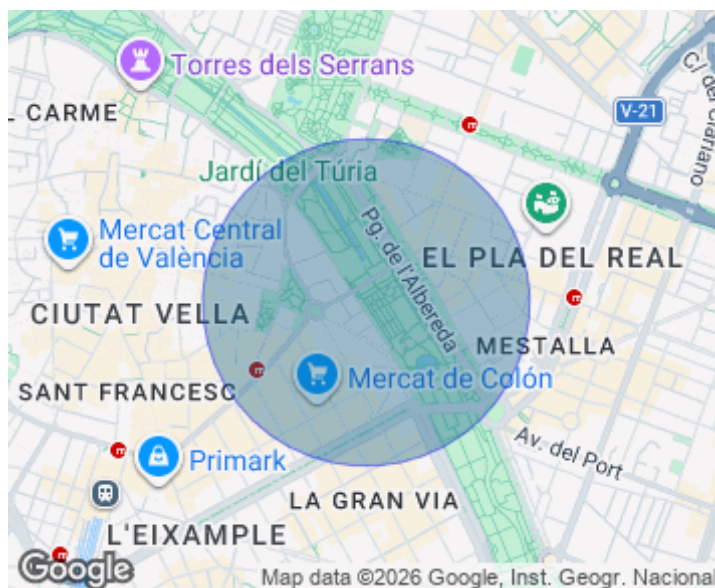 Torres dels Serrans
L CARME
V-21
C/ del Clariano
Jardí del Túria
Mercat Central
de València
Pg. de l'Albereda
EL PLA DEL REAL
CIUTAT VELLA
MESTALLA
SANT FRANCESC
Mercat de Colón
Primark
Av. del Port
LA GRAN VIA
L'EIXAMPLE
Google
Map data ©2026 Google, Inst. Geogr. Nacional